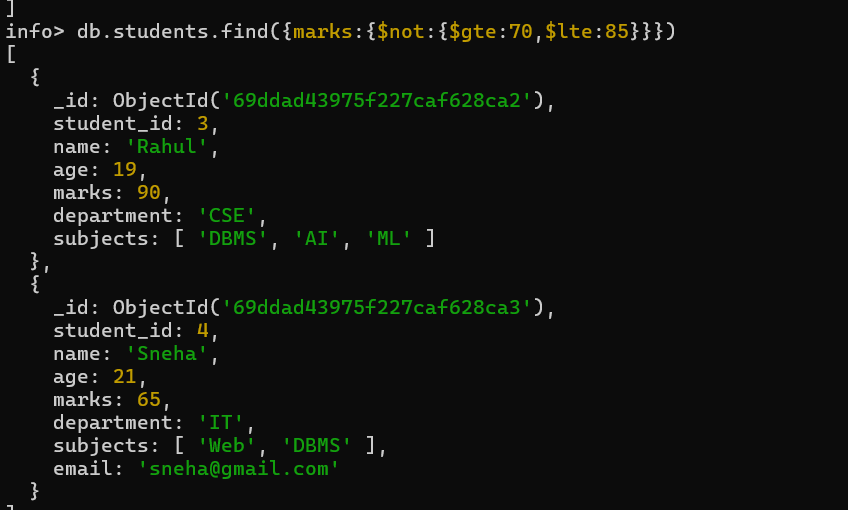 ]
info> db.students.find({marks:{$not:{$gte:70,$lte:85}}})
[
  {
    _id: ObjectId('69ddad43975f227caf628ca2'),
    student_id: 3,
    name: 'Rahul',
    age: 19,
    marks: 90,
    department: 'CSE',
    subjects: [ 'DBMS', 'AI', 'ML' ]
  },
  {
    _id: ObjectId('69ddad43975f227caf628ca3'),
    student_id: 4,
    name: 'Sneha',
    age: 21,
    marks: 65,
    department: 'IT',
    subjects: [ 'Web', 'DBMS' ],
    email: 'sneha@gmail.com'
  }
]